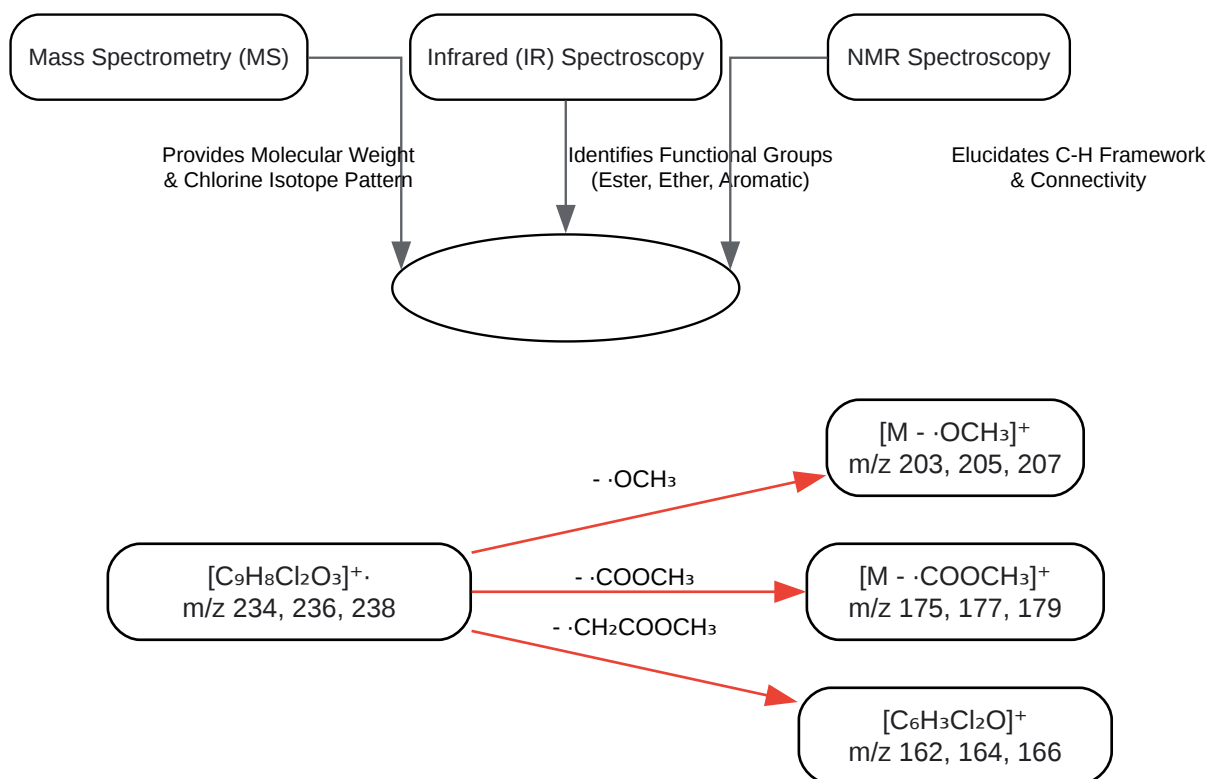 Mass Spectrometry (MS)
Infrared (IR) Spectroscopy
NMR Spectroscopy
Provides Molecular Weight
& Chlorine Isotope Pattern
Identifies Functional Groups
(Ester, Ether, Aromatic)
Elucidates C-H Framework
& Connectivity
[M - ·OCH₃]⁺
m/z 203, 205, 207
- ·OCH₃
[C₉H₈Cl₂O₃]⁺·
m/z 234, 236, 238
- ·COOCH₃
[M - ·COOCH₃]⁺
m/z 175, 177, 179
- ·CH₂COOCH₃
[C₆H₃Cl₂O]⁺
m/z 162, 164, 166